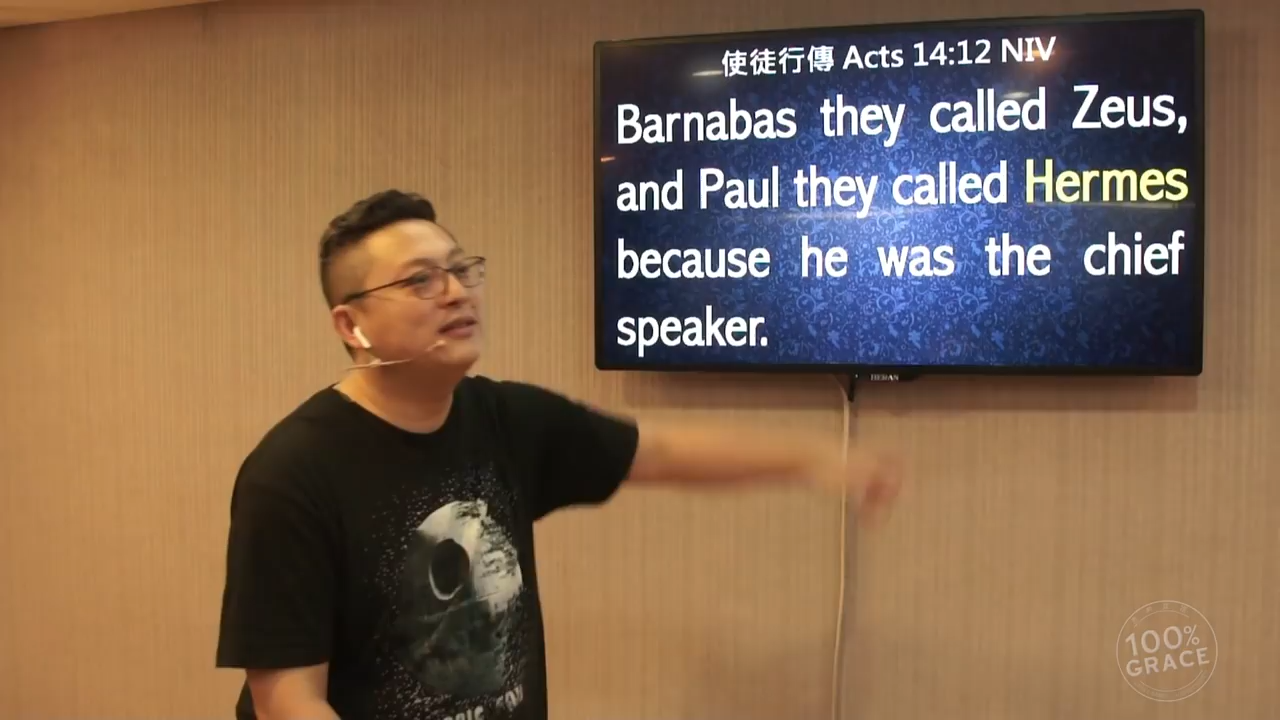 使徒行傳 Acts 14:12 NIV
Barnabas they called Zeus,
and Paul they called Hermes
because he was the chief
speaker.
HERAN
100%
GRACE